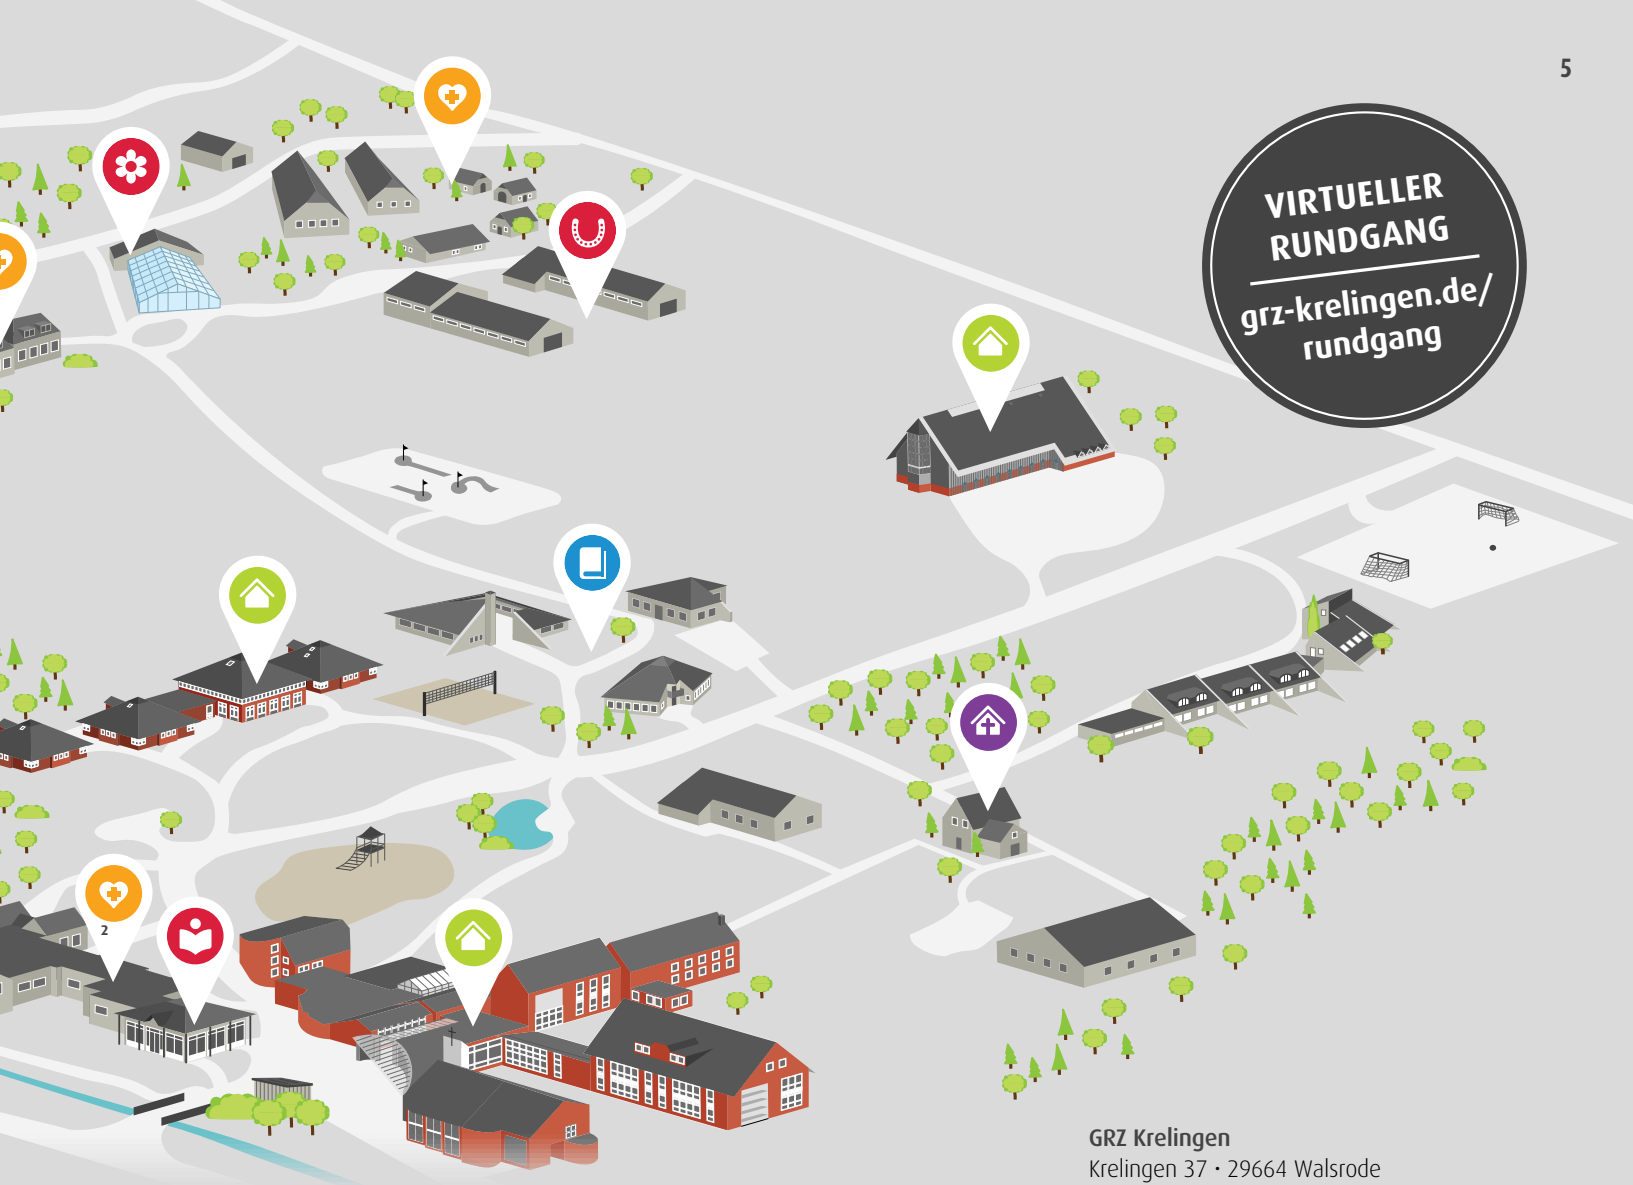 5
VIRTUELLER
RUNDGANG
grz-krelingen.de/
rundgang
2
GRZ Krelingen
Krelingen 37 · 29664 Walsrode